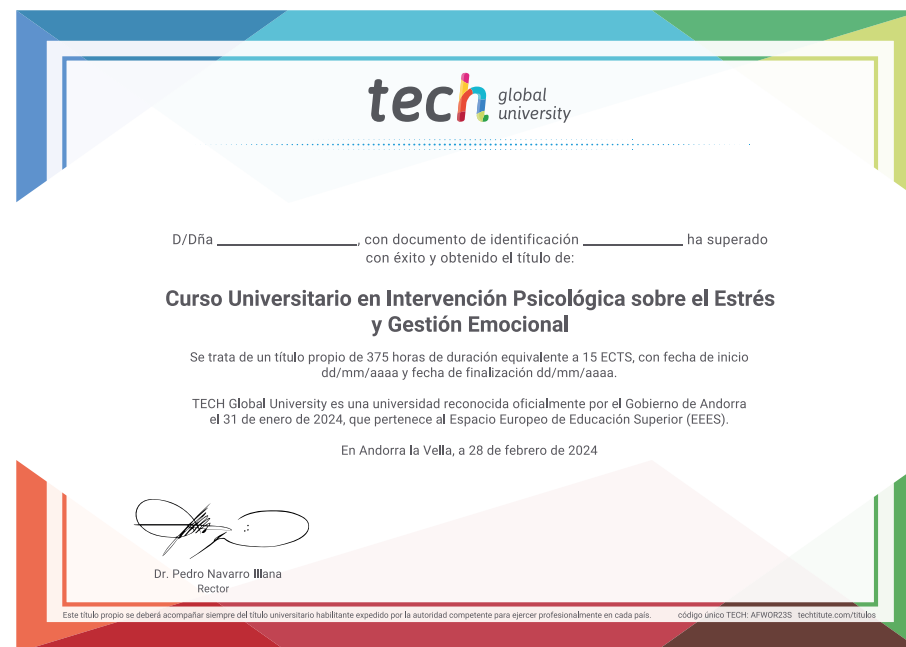 tech global
university
D/Dña ____________, con documento de identificación ____________ ha superado
con éxito y obtenido el título de:
Curso Universitario en Intervención Psicológica sobre el Estrés
y Gestión Emocional
Se trata de un título propio de 375 horas de duración equivalente a 15 ECTS, con fecha de inicio
dd/mm/aaaa y fecha de finalización dd/mm/aaaa.
TECH Global University es una universidad reconocida oficialmente por el Gobierno de Andorra
el 31 de enero de 2024, que pertenece al Espacio Europeo de Educación Superior (EEES).
En Andorra la Vella, a 28 de febrero de 2024
Dr. Pedro Navarro Illana
Rector
Este título propio se deberá acompañar siempre del título universitario habilitante expedido por la autoridad competente para ejercer profesionalmente en cada país. código único TECH: AFWOR23S techtitute.com/titulos